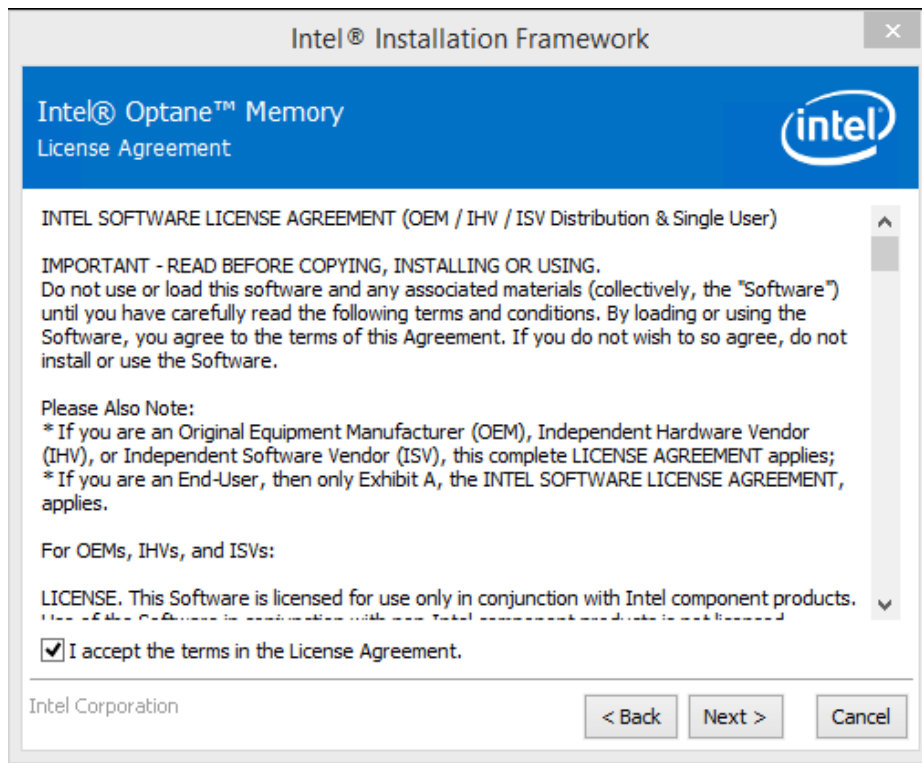 Intel® Installation Framework
Intel® Optane™ Memory
License Agreement
intel
INTEL SOFTWARE LICENSE AGREEMENT (OEM / IHV / ISV Distribution & Single User)
IMPORTANT - READ BEFORE COPYING, INSTALLING OR USING.
Do not use or load this software and any associated materials (collectively, the "Software")
until you have carefully read the following terms and conditions. By loading or using the
Software, you agree to the terms of this Agreement. If you do not wish to so agree, do not
install or use the Software.
Please Also Note:
* If you are an Original Equipment Manufacturer (OEM), Independent Hardware Vendor
(IHV), or Independent Software Vendor (ISV), this complete LICENSE AGREEMENT applies;
* If you are an End-User, then only Exhibit A, the INTEL SOFTWARE LICENSE AGREEMENT,
applies.
For OEMs, IHVs, and ISVs:
LICENSE. This Software is licensed for use only in conjunction with Intel component products.
I accept the terms in the License Agreement.
Intel Corporation
< Back
Next >
Cancel